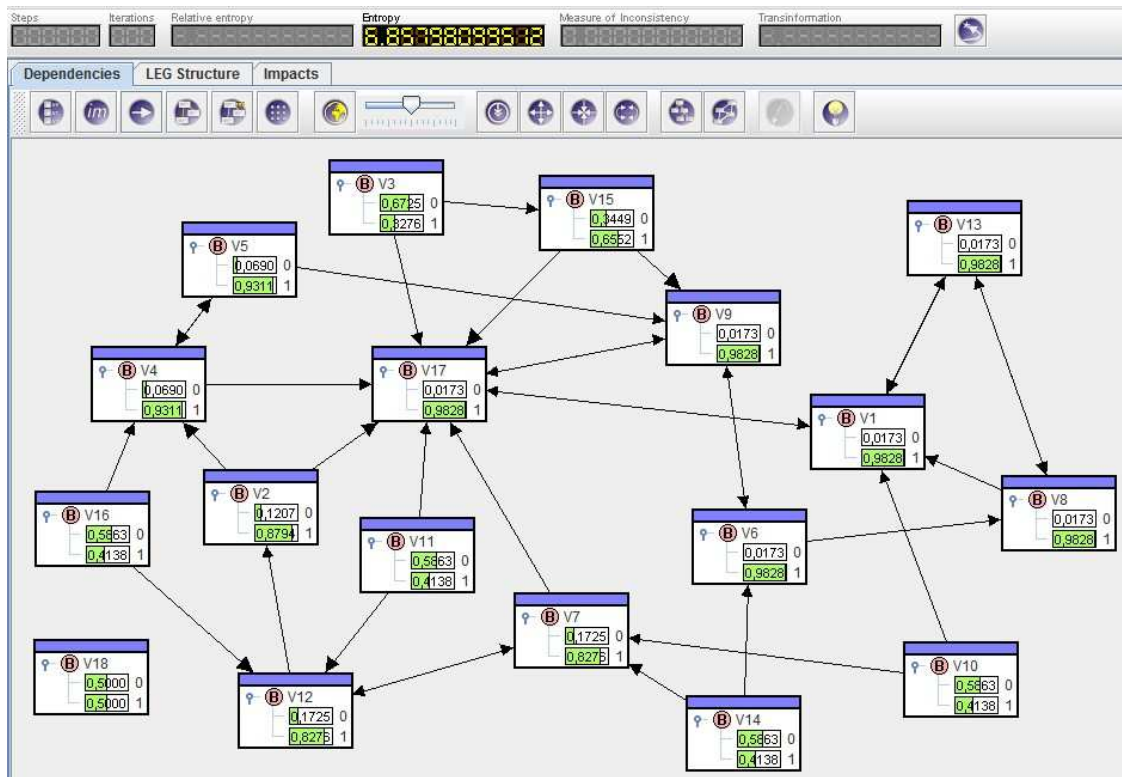 Steps
Iterations
Relative entropy
Entropy
Measure of Inconsistency
Transinformation
Dependencies
LEG Structure
Impacts
im
B V3
0,6725 0
0,3276 1
B V15
0,3449 0
0,6552 1
B V13
0,0173 0
0,9828 1
B V5
0,0690 0
0,9311 1
B V9
0,0173 0
0,9828 1
B V4
0,0690 0
0,9311 1
B V17
0,0173 0
0,9828 1
B V1
0,0173 0
0,9828 1
B V16
0,5863 0
0,4138 1
B V2
0,1207 0
0,8794 1
B V11
0,5863 0
0,4138 1
B V6
0,0173 0
0,9828 1
B V8
0,0173 0
0,9828 1
B V7
0,1725 0
0,8276 1
B V18
0,5000 0
0,5000 1
B V12
0,1725 0
0,8276 1
B V14
0,5863 0
0,4138 1
B V10
0,5863 0
0,4138 1